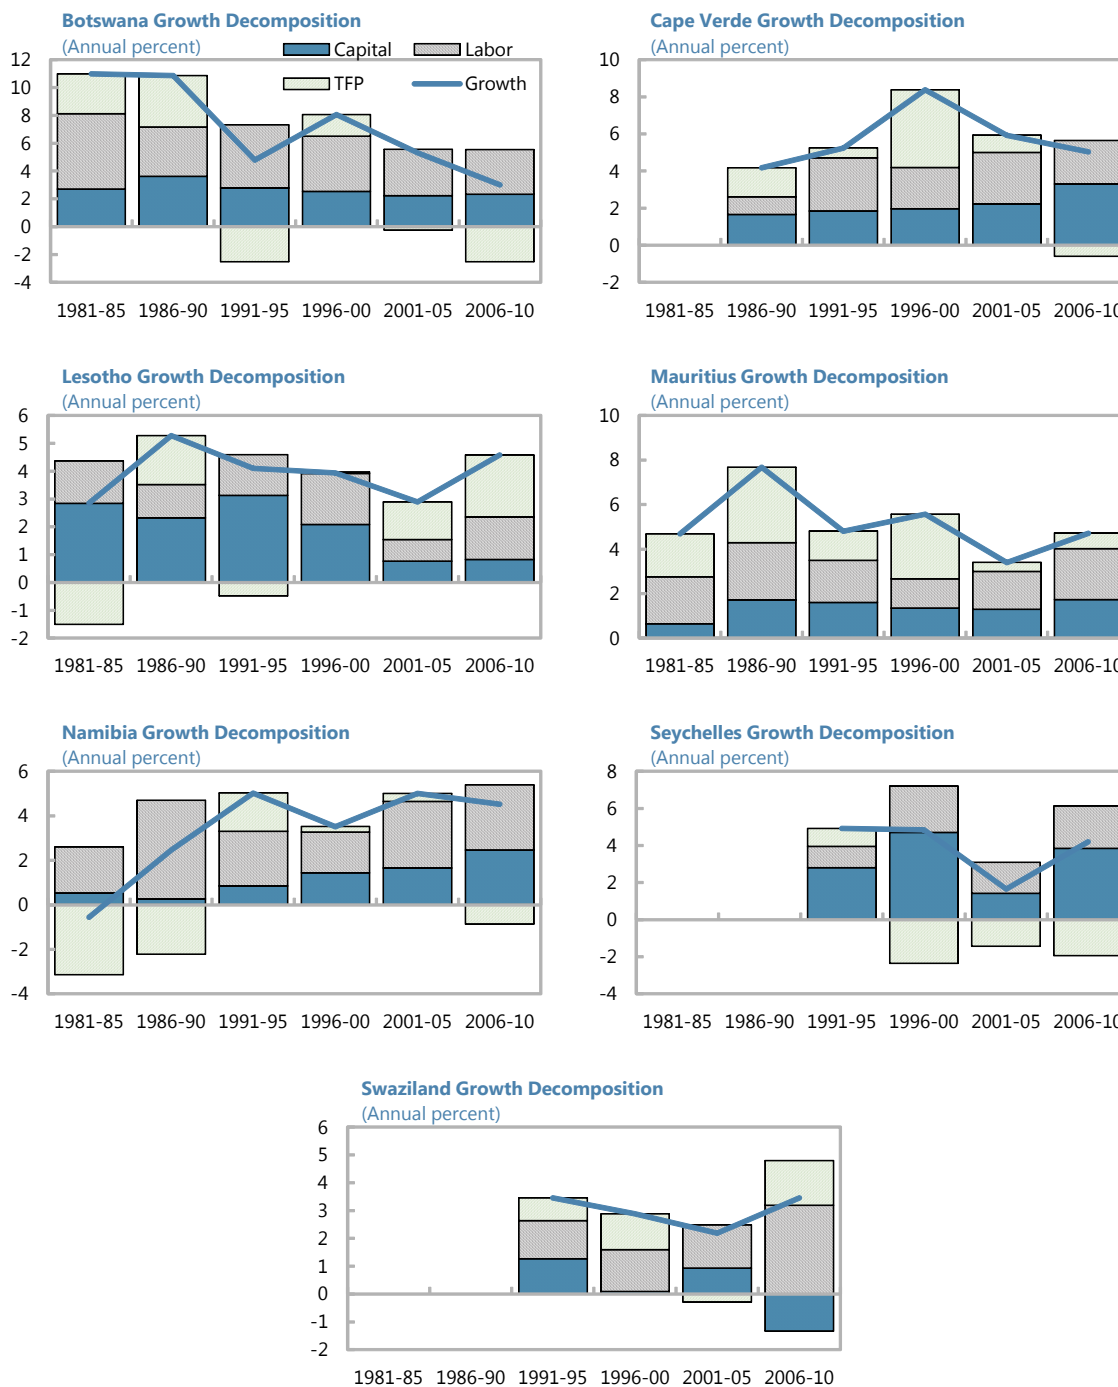 Botswana Growth Decomposition
(Annual percent)
Capital
Labor
TFP
Growth
12
10
8
6
4
2
0
-2
-4
1981-85 1986-90 1991-95 1996-00 2001-05 2006-10
Cape Verde Growth Decomposition
(Annual percent)
10
8
6
4
2
0
-2
1981-85 1986-90 1991-95 1996-00 2001-05 2006-10
Lesotho Growth Decomposition
(Annual percent)
6
5
4
3
2
1
0
-1
-2
1981-85 1986-90 1991-95 1996-00 2001-05 2006-10
Mauritius Growth Decomposition
(Annual percent)
10
8
6
4
2
0
1981-85 1986-90 1991-95 1996-00 2001-05 2006-10
Namibia Growth Decomposition
(Annual percent)
6
4
2
0
-2
-4
1981-85 1986-90 1991-95 1996-00 2001-05 2006-10
Seychelles Growth Decomposition
(Annual percent)
8
6
4
2
0
-2
-4
1981-85 1986-90 1991-95 1996-00 2001-05 2006-10
Swaziland Growth Decomposition
(Annual percent)
6
5
4
3
2
1
0
-1
-2
1981-85 1986-90 1991-95 1996-00 2001-05 2006-10